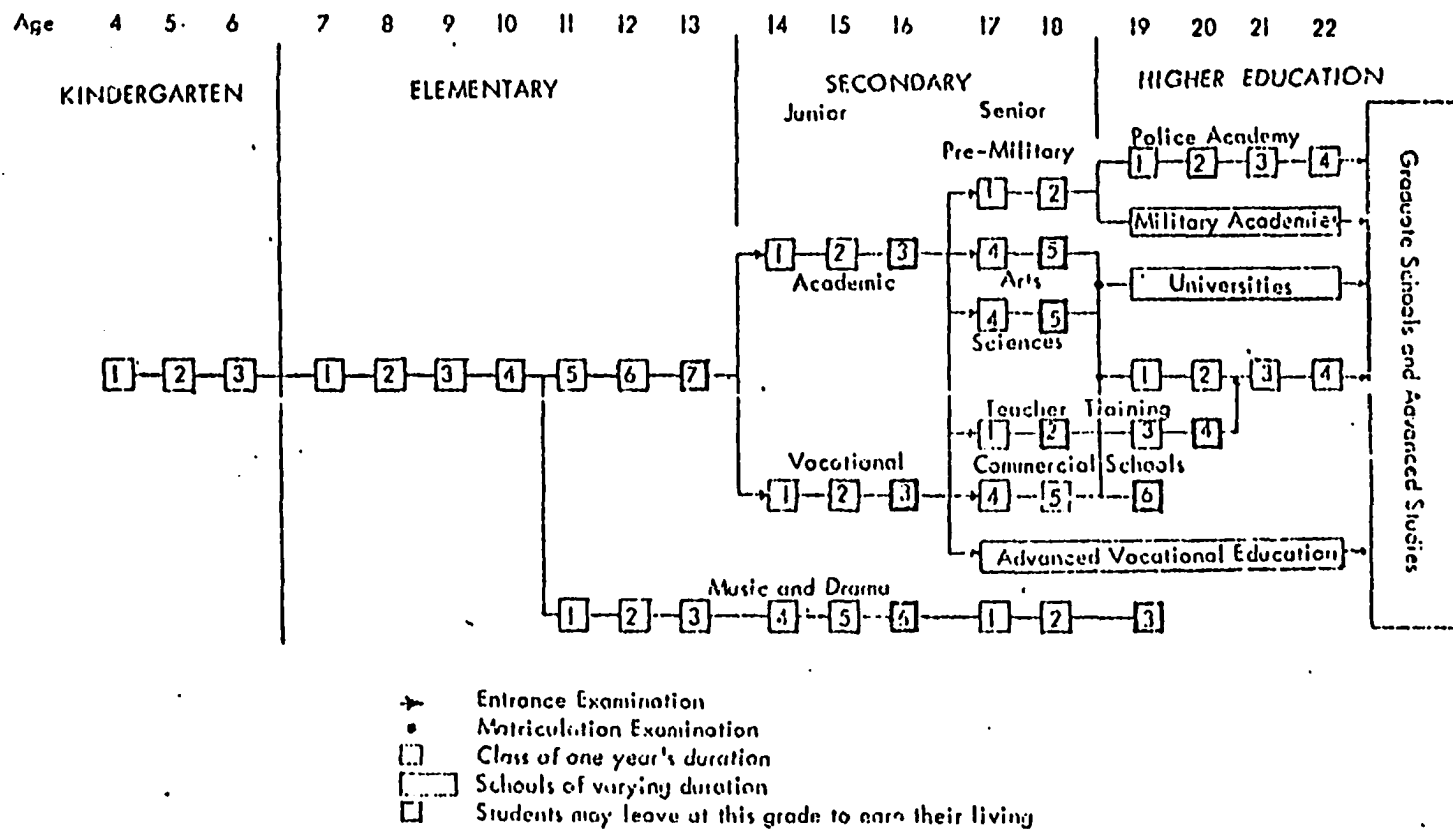 Age 4 5 6 7 8 9 10 11 12 13 14 15 16 17 18 19 20 21 22
KINDERGARTEN ELEMENTARY SECONDARY HIGHER EDUCATION
Junior Senior
Pre-Military Police Academy
1 2 3 4
1 2
Military Academies
1 2 3 4 5
Academic Arts
Universities
4 5
Sciences
1 2 3 1 2 3 4 5 6 7 1 2 3 4
Teacher Training
1 2 3 4
Vocational Commercial Schools
1 2 3 4 5 6
Advanced Vocational Education
Music and Drama
1 2 3 4 5 6 1 2 3
Graduate Schools and Advanced Studies
Entrance Examination
Matriculation Examination
Class of one year's duration
Schools of varying duration
Students may leave at this grade to earn their living